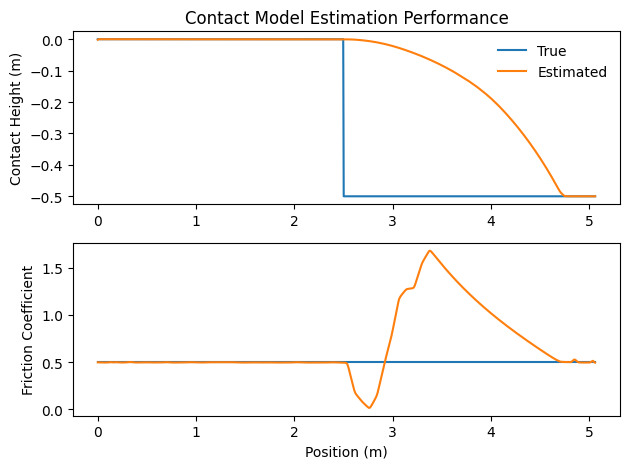 Contact Model Estimation Performance
Contact Height (m)
0.0
−0.1
−0.2
−0.3
−0.4
−0.5
True
Estimated
0 1 2 3 4 5
Friction Coefficient
1.5
1.0
0.5
0.0
0 1 2 3 4 5
Position (m)